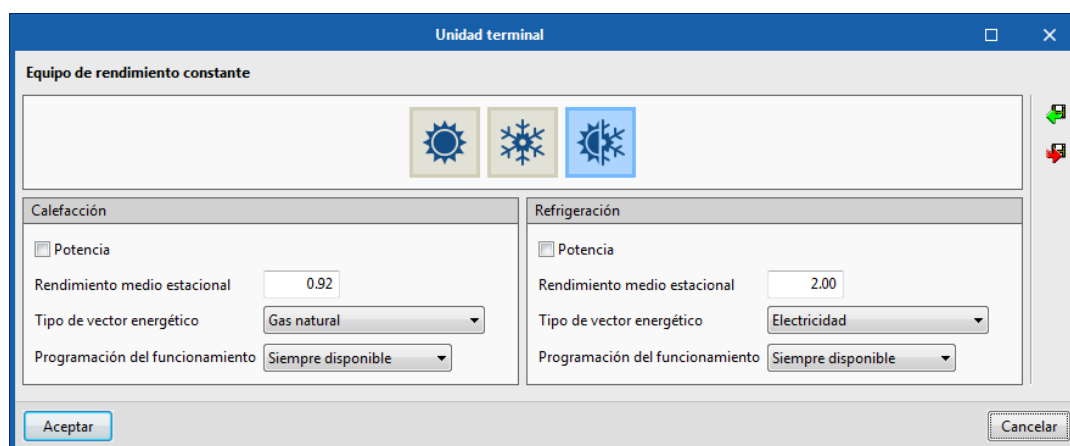 Unidad terminal
Equipo de rendimiento constante
Calefacción
Potencia
Rendimiento medio estacional 0.92
Tipo de vector energético Gas natural
Programación del funcionamiento Siempre disponible
Refrigeración
Potencia
Rendimiento medio estacional 2.00
Tipo de vector energético Electricidad
Programación del funcionamiento Siempre disponible
Aceptar
Cancelar